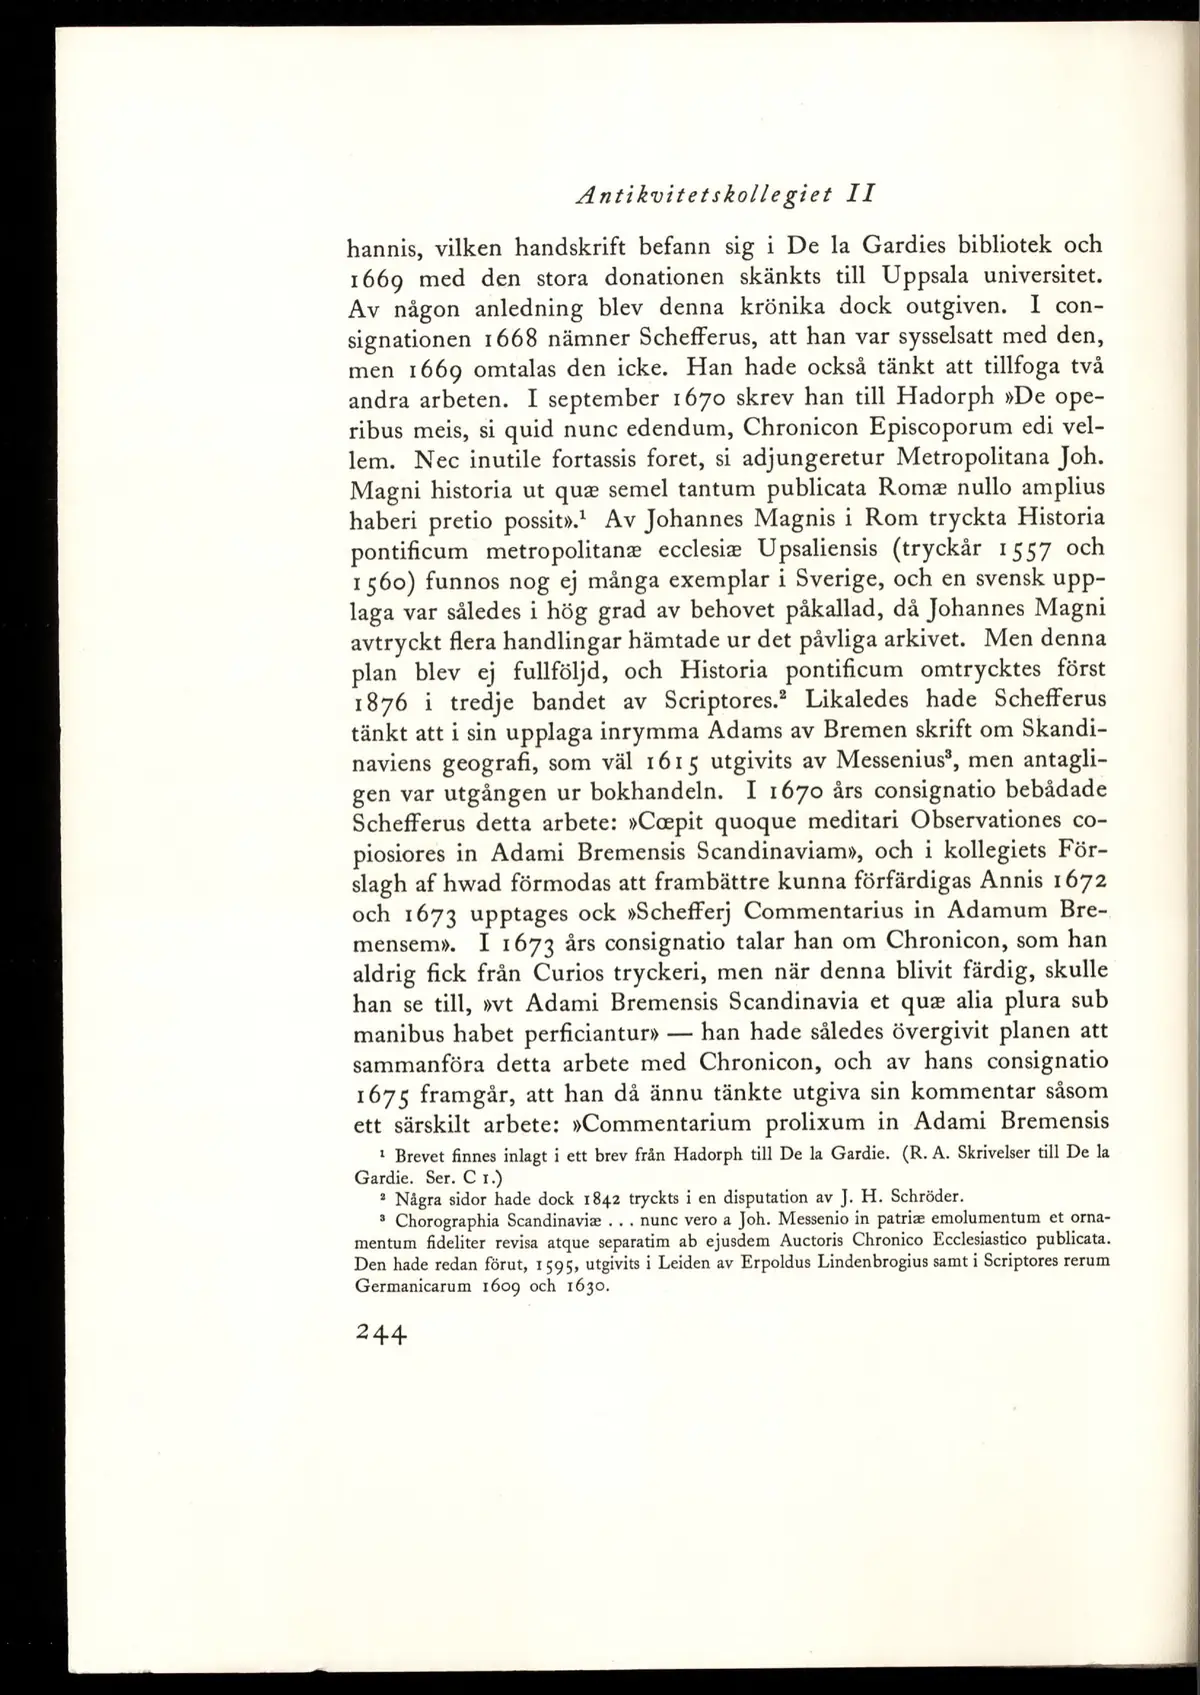 Antikvitetskollegiet II
hannis, vilken handskrift befann sig i De la Gardies bibliotek och
1669 med den stora donationen skänkts till Uppsala universitet.
Av någon anledning blev denna krönika dock outgiven. I con-
signationen 1668 nämner Schefferus, att han var sysselsatt med den,
men 1669 omtalas den icke. Han hade också tänkt att tillfoga två
andra arbeten. I september 1670 skrev han till Hadorph »De ope-
ribus meis, si quid nunc edendum, Chronicon Episcoporum edi vel-
lem. Nec inutile fortassis foret, si adjungeretur Metropolitana Joh.
Magni historia ut quæ semel tantum publicata Romæ nullo amplius
haberi pretio possit».¹ Av Johannes Magnis i Rom tryckta Historia
pontificum metropolitanæ ecclesiæ Upsaliensis (tryckår 1557 och
1560) funnos nog ej många exemplar i Sverige, och en svensk upp-
laga var således i hög grad av behovet påkallad, då Johannes Magni
avtryckt flera handlingar hämtade ur det påvliga arkivet. Men denna
plan blev ej fullföljd, och Historia pontificum omtrycktes först
1876 i tredje bandet av Scriptores.² Likaledes hade Schefferus
tänkt att i sin upplaga inrymma Adams av Bremen skrift om Skandi-
naviens geografi, som väl 1615 utgivits av Messenius³, men antagli-
gen var utgången ur bokhandeln. I 1670 års consignatio bebådade
Schefferus detta arbete: »Cœpit quoque meditari Observationes co-
piosiores in Adami Bremensis Scandinaviam», och i kollegiets För-
slagh af hwad förmodas att frambättre kunna förfärdigas Annis 1672
och 1673 upptages ock »Schefferj Commentarius in Adamum Bre-
mensem». I 1673 års consignatio talar han om Chronicon, som han
aldrig fick från Curios tryckeri, men när denna blivit färdig, skulle
han se till, »vt Adami Bremensis Scandinavia et quæ alia plura sub
manibus habet perficiantur» — han hade således övergivit planen att
sammanföra detta arbete med Chronicon, och av hans consignatio
1675 framgår, att han då ännu tänkte utgiva sin kommentar såsom
ett särskilt arbete: »Commentarium prolixum in Adami Bremensis
¹ Brevet finnes inlagt i ett brev från Hadorph till De la Gardie. (R. A. Skrivelser till De la
Gardie. Ser. C 1.)
² Några sidor hade dock 1842 tryckts i en disputation av J. H. Schröder.
³ Chorographia Scandinaviæ . . . nunc vero a Joh. Messenio in patriæ emolumentum et orna-
mentum fideliter revisa atque separatim ab ejusdem Auctoris Chronico Ecclesiastico publicata.
Den hade redan förut, 1595, utgivits i Leiden av Erpoldus Lindenbrogius samt i Scriptores rerum
Germanicarum 1609 och 1630.
244